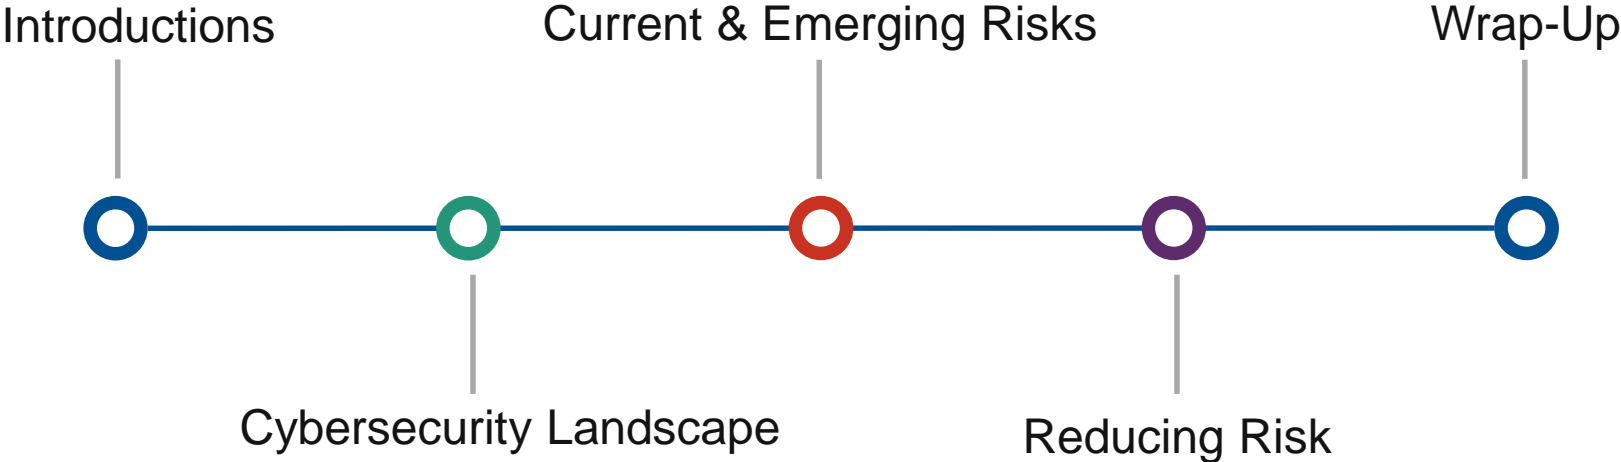 Introductions
Current & Emerging Risks
Wrap-Up
Cybersecurity Landscape
Reducing Risk